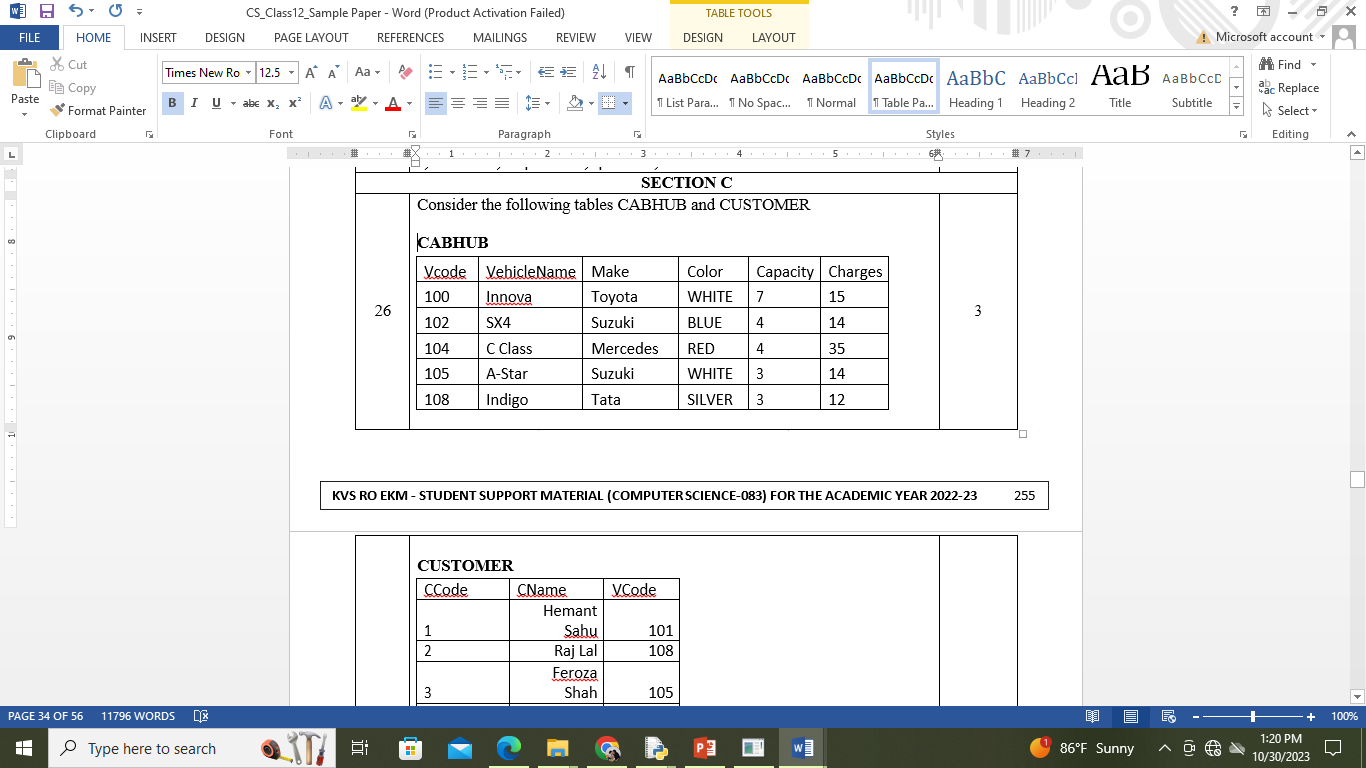 CS_Class12_Sample Paper - Word (Product Activation Failed)
TABLE TOOLS
FILE HOME INSERT DESIGN PAGE LAYOUT REFERENCES MAILINGS REVIEW VIEW DESIGN LAYOUT Microsoft account
Paste
Cut
Copy
Format Painter
Times New Ro 12.5
AaBbCcDc AaBbCcDc AaBbCcDc AaBbCcDc AaBbC AaBbCcI AaB AaBbCcD
¶ List Para... ¶ No Spac... ¶ Normal ¶ Table Pa... Heading 1 Heading 2 Title Subtitle
Find
Replace
Select
Clipboard Font Paragraph Styles Editing
1 2 3 4 5 6 7
SECTION C
26
Consider the following tables CABHUB and CUSTOMER
3
CABHUB
Vcode VehicleName Make Color Capacity Charges
100 Innova Toyota WHITE 7 15
102 SX4 Suzuki BLUE 4 14
104 C Class Mercedes RED 4 35
105 A-Star Suzuki WHITE 3 14
108 Indigo Tata SILVER 3 12
KVS RO EKM - STUDENT SUPPORT MATERIAL (COMPUTER SCIENCE-083) FOR THE ACADEMIC YEAR 2022-23 255
CUSTOMER
CCode CName VCode
1 Hemant Sahu 101
2 Raj Lal 108
3 Feroza Shah 105
PAGE 34 OF 56 11796 WORDS 100%
Type here to search
86°F Sunny
1:20 PM
10/30/2023